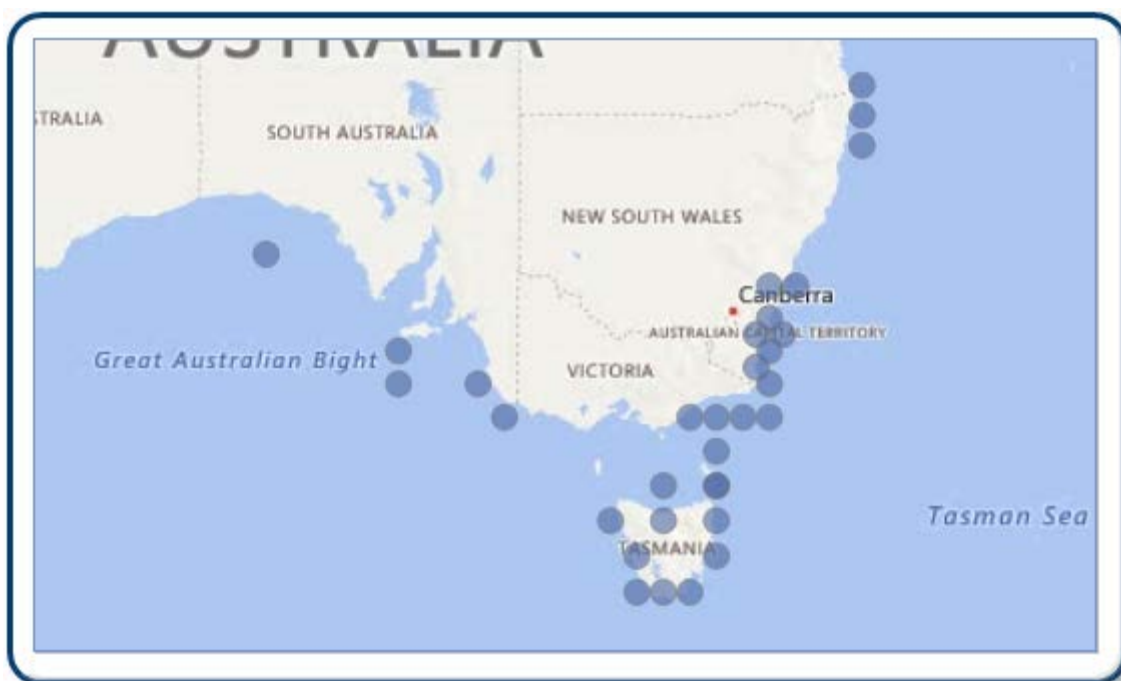 AUSTRALIA
STRALIA
SOUTH AUSTRALIA
NEW SOUTH WALES
Canberra
AUSTRALIAN CAPITAL TERRITORY
Great Australian Bight
VICTORIA
Tasman Sea
TASMANIA